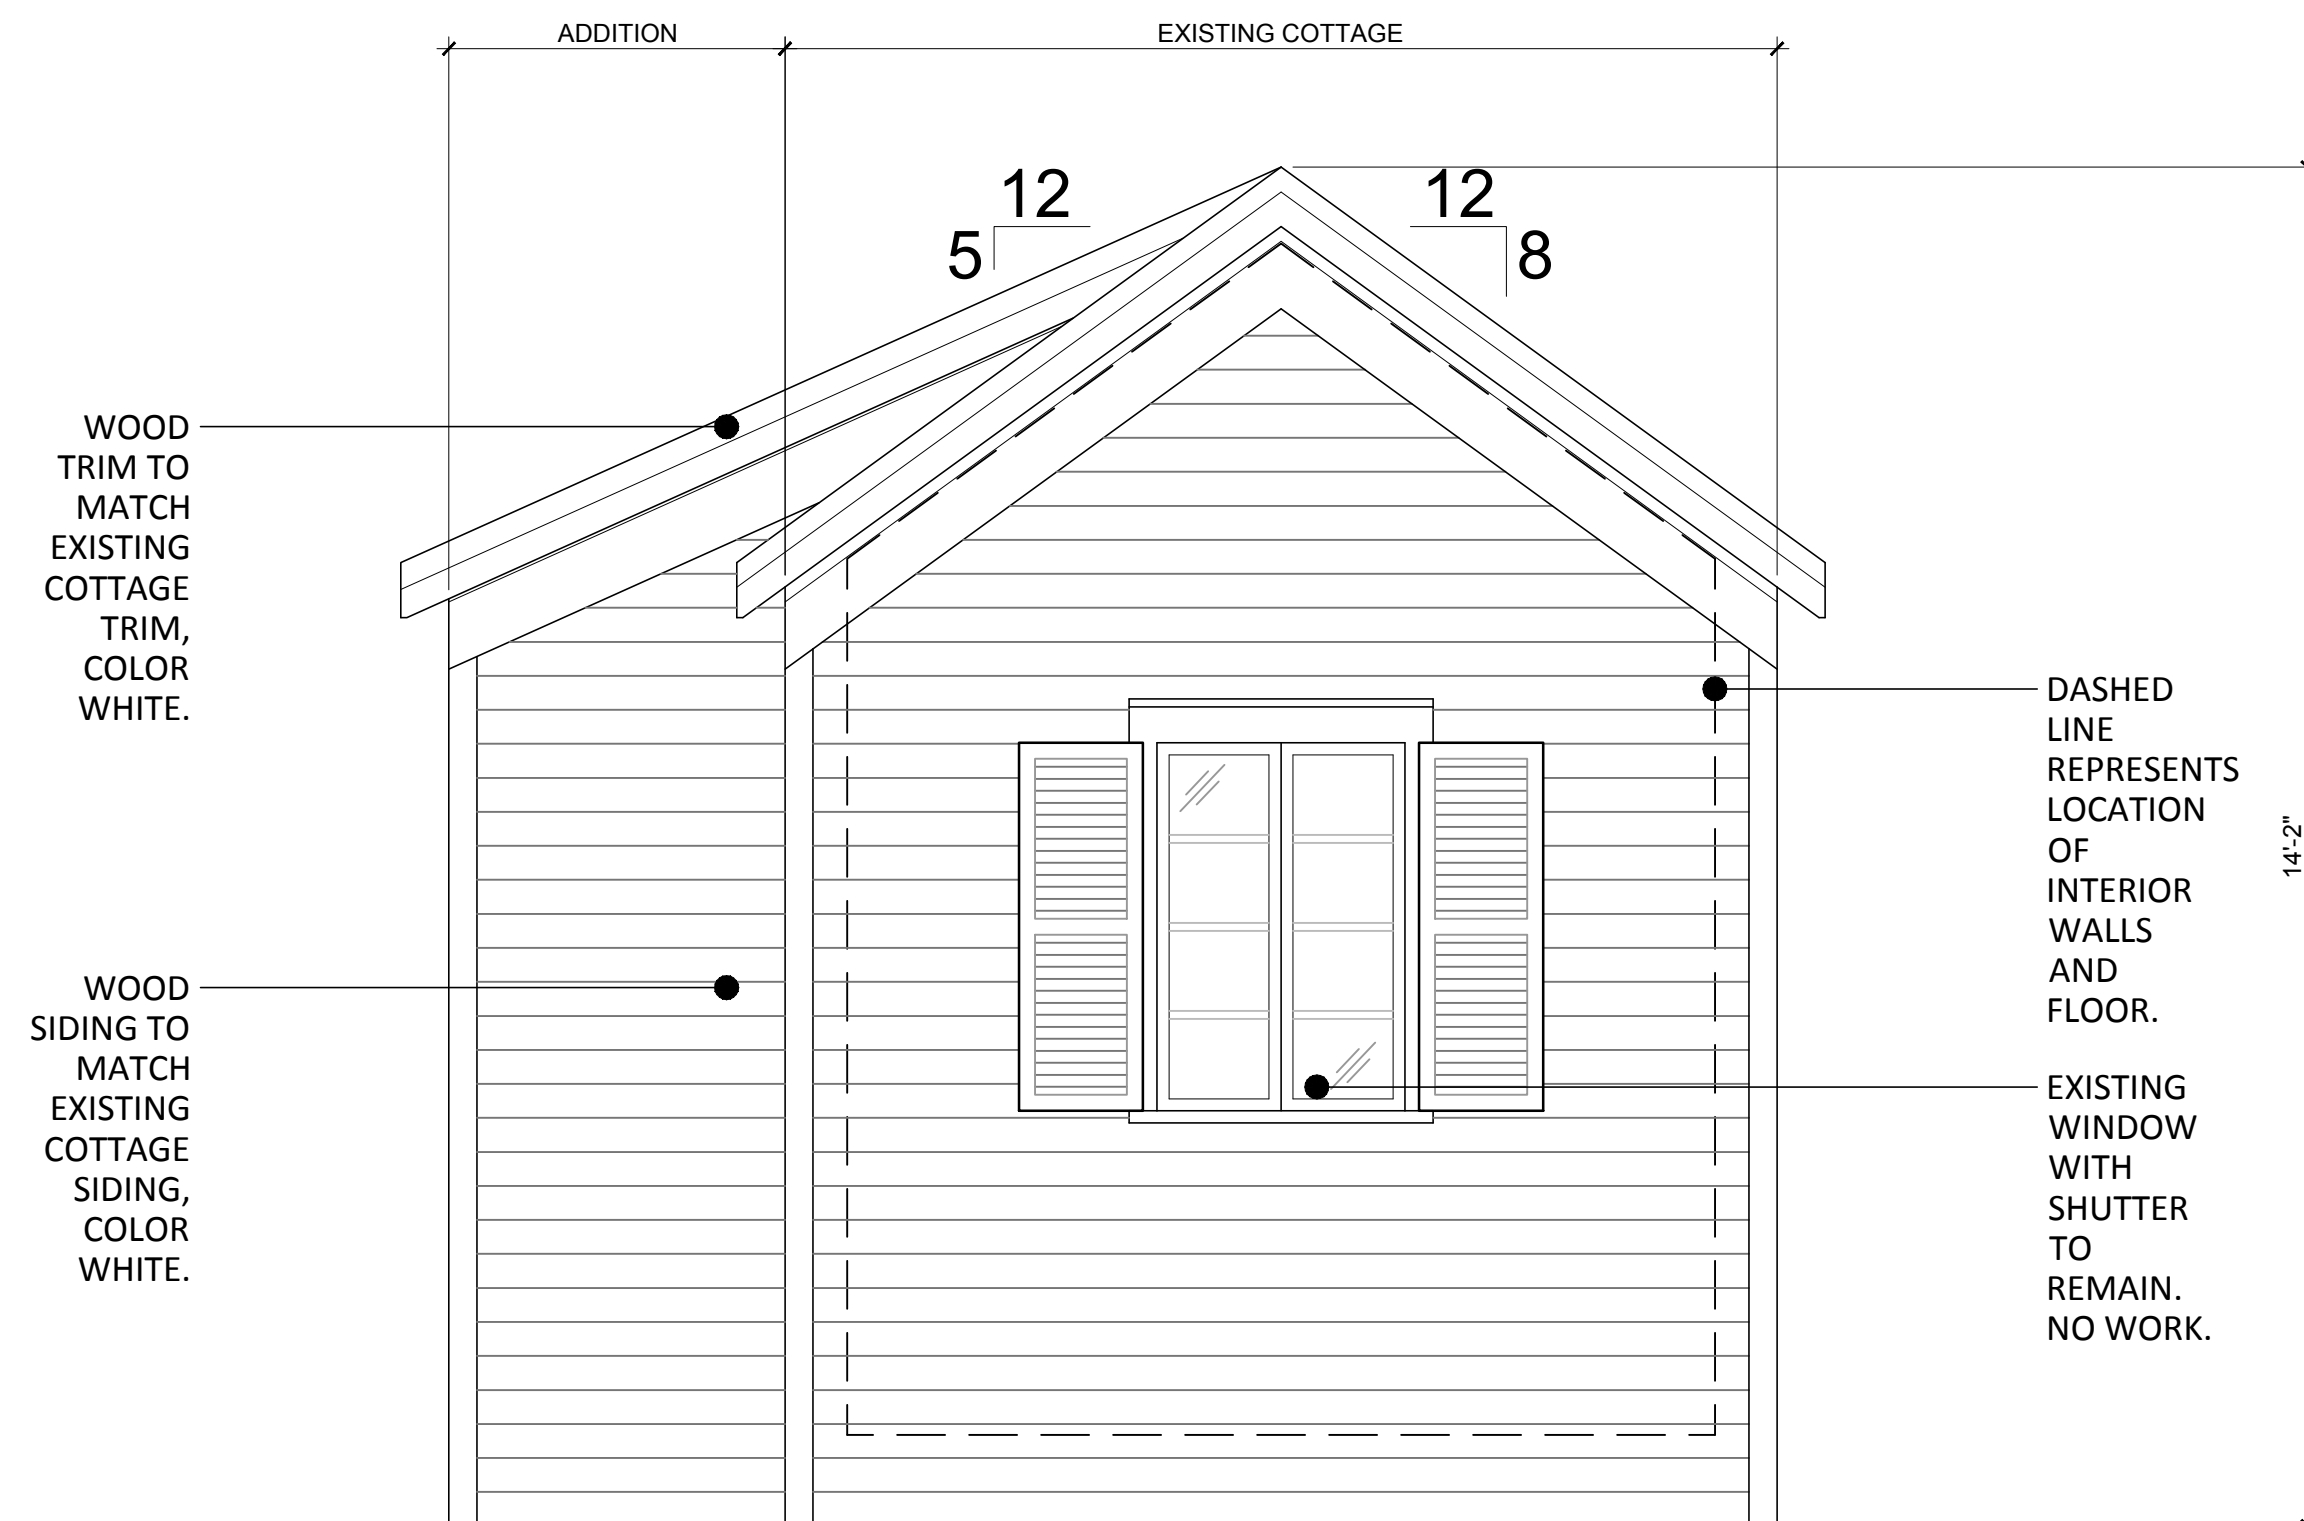 ADDITION
EXISTING COTTAGE
12
5
12
8
WOOD
TRIM TO
MATCH
EXISTING
COTTAGE
TRIM,
COLOR
WHITE.
WOOD
SIDING TO
MATCH
EXISTING
COTTAGE
SIDING,
COLOR
WHITE.
DASHED
LINE
REPRESENTS
LOCATION
OF
INTERIOR
WALLS
AND
FLOOR.
EXISTING
WINDOW
WITH
SHUTTER
TO
REMAIN.
NO WORK.
14'-2"